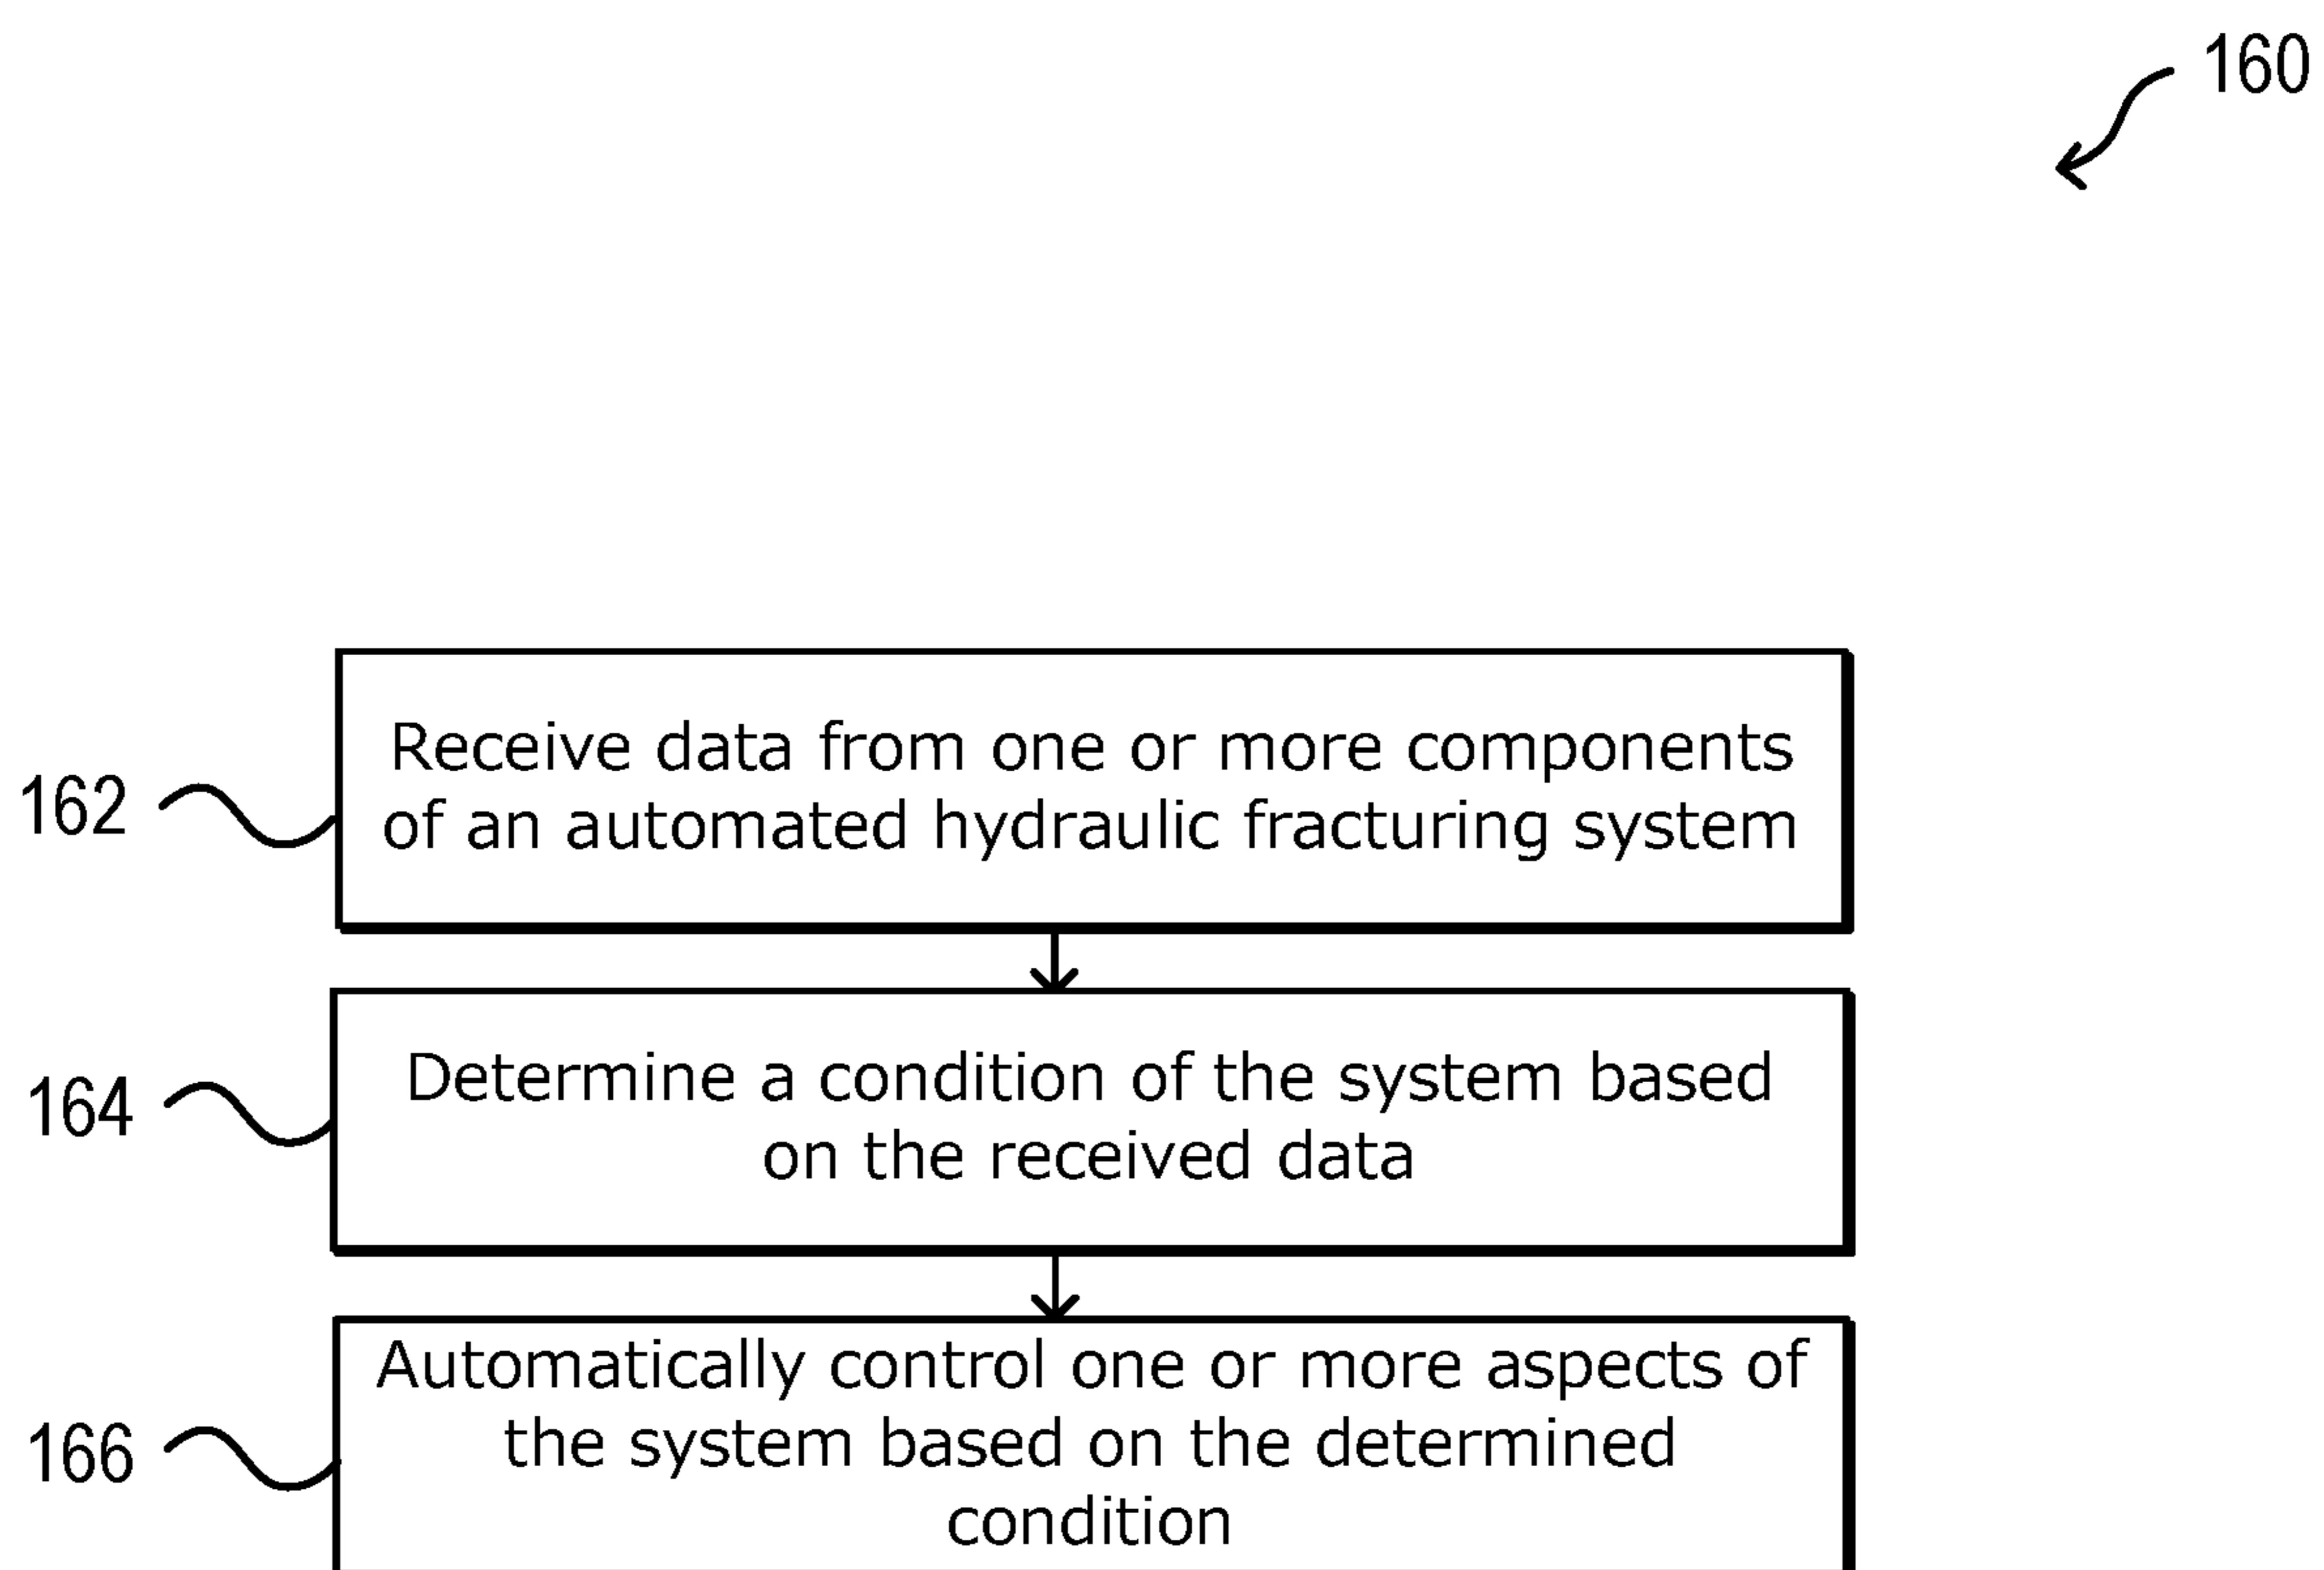 160
162
Receive data from one or more components
of an automated hydraulic fracturing system
164
Determine a condition of the system based
on the received data
166
Automatically control one or more aspects of
the system based on the determined
condition